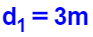 d₁ = 3m